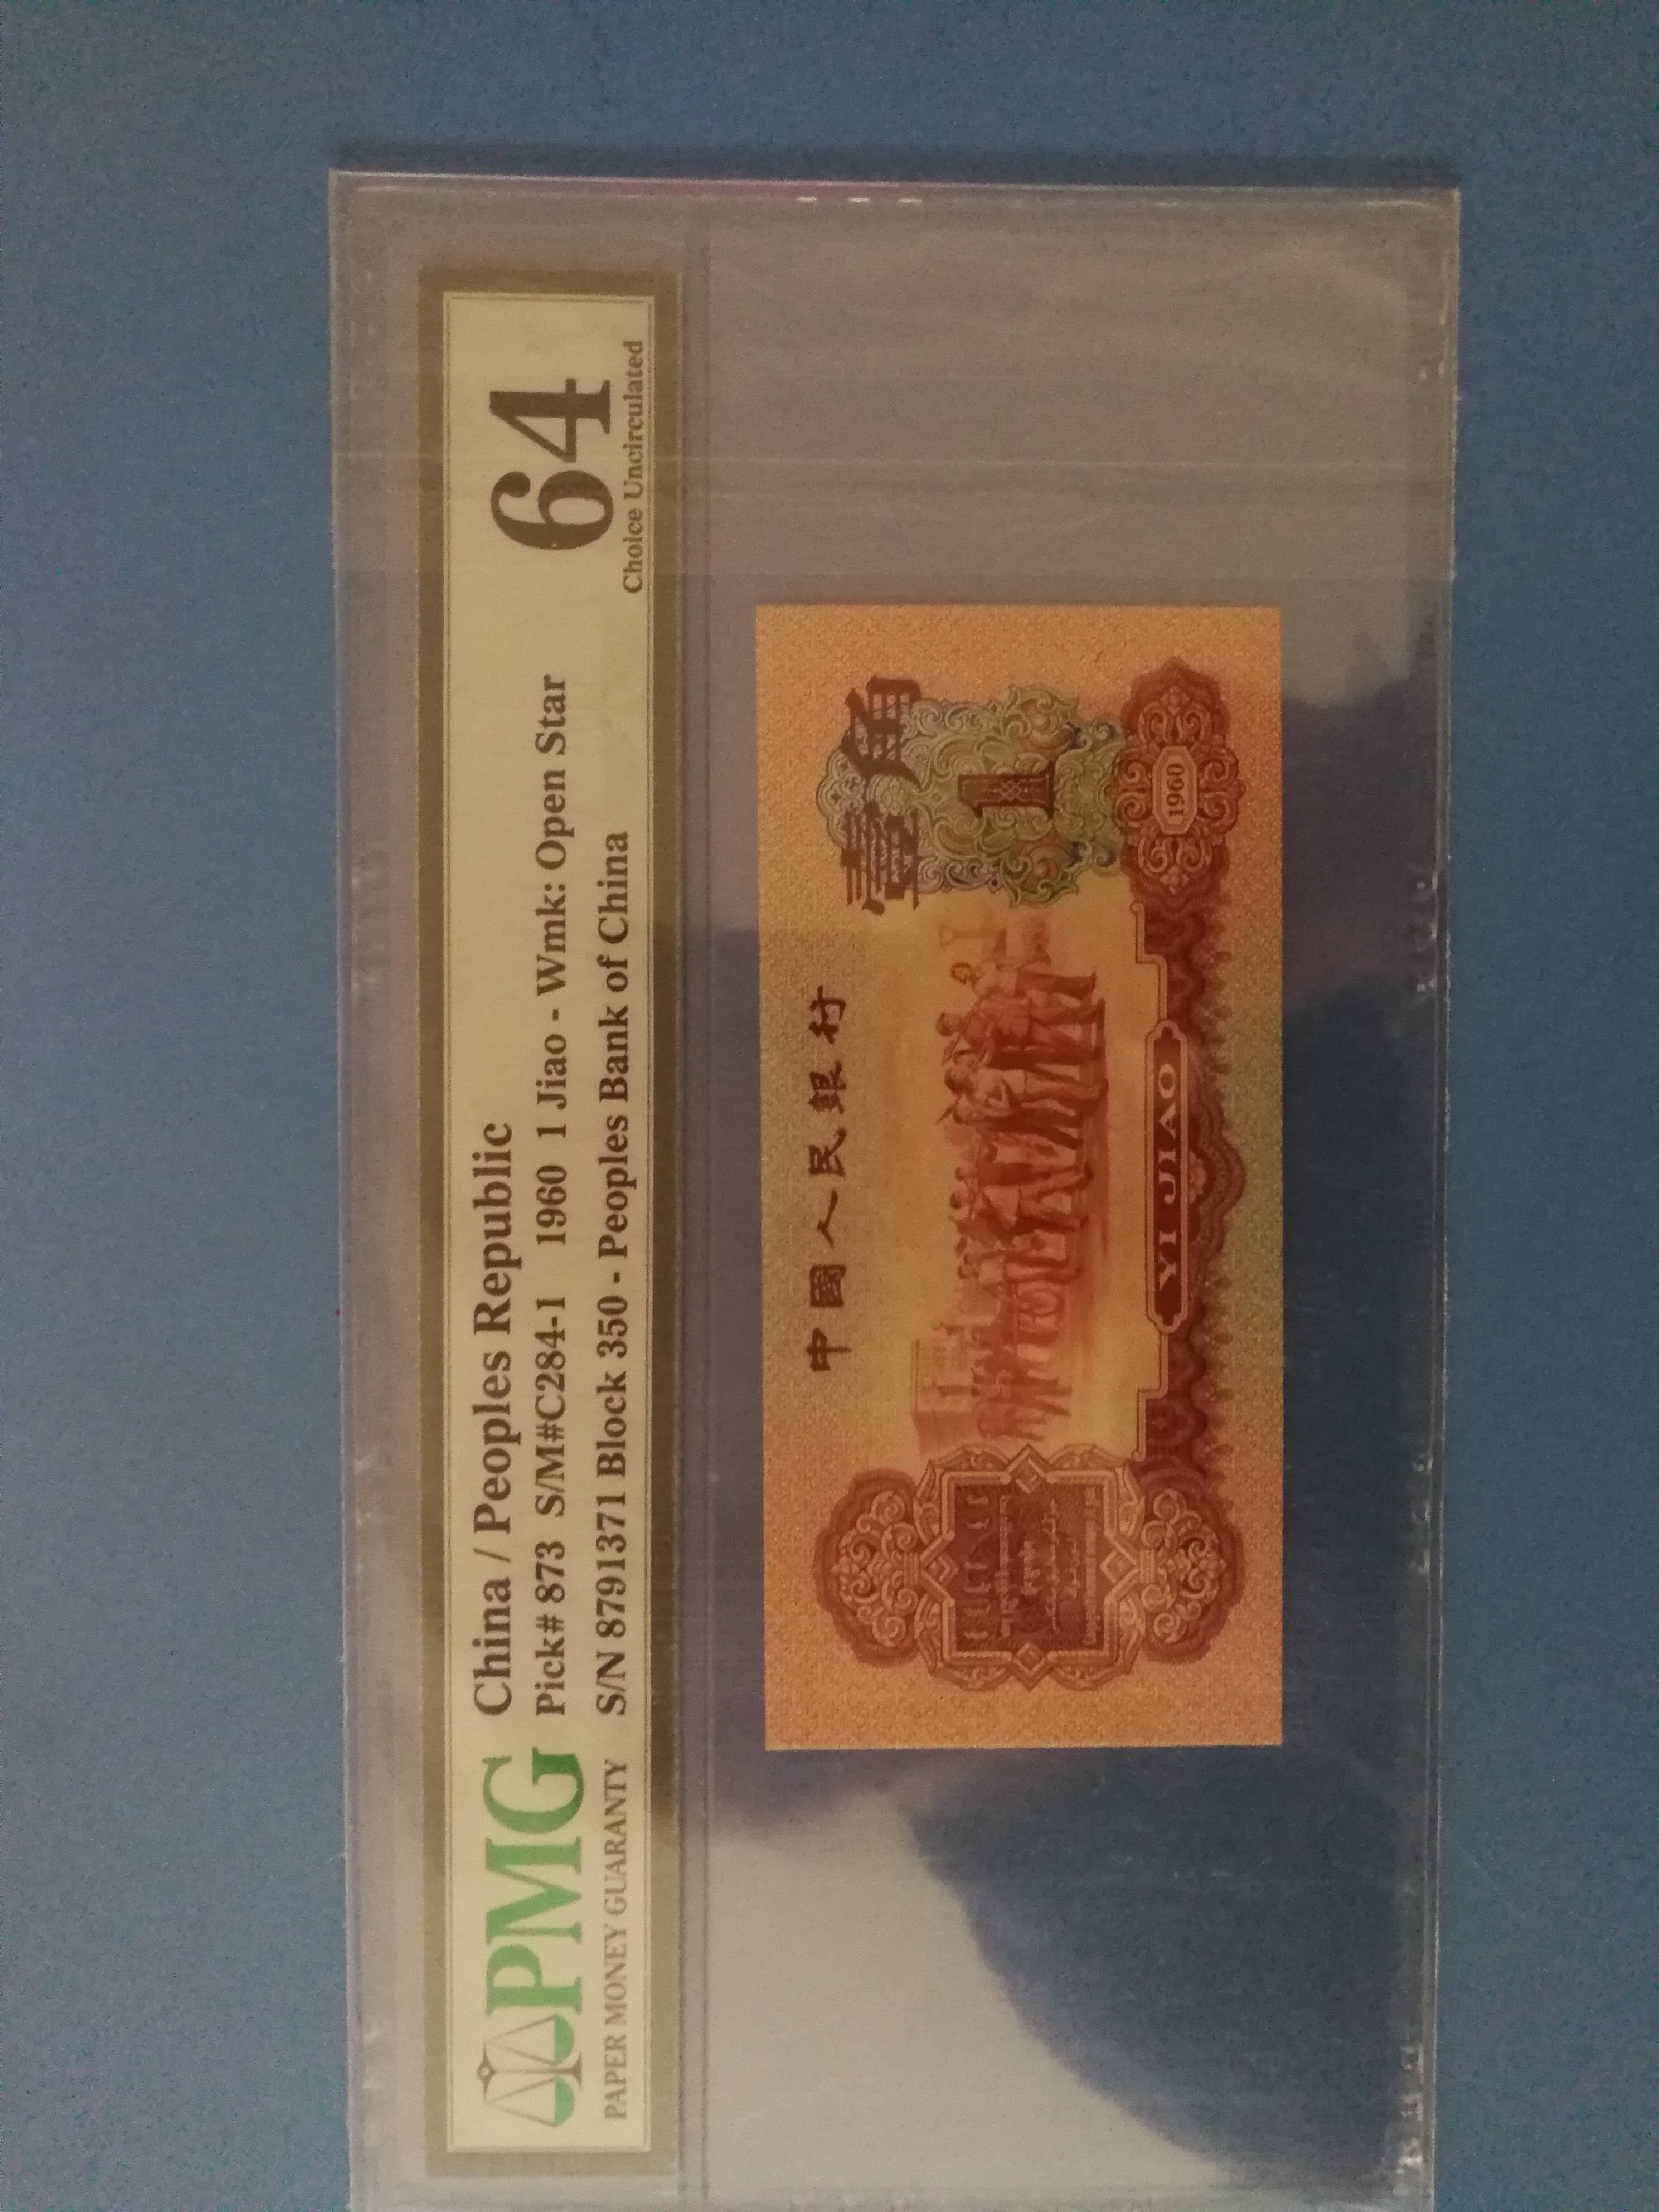 PMG
PAPER MONEY GUARANTY
China / Peoples Republic
Pick# 873 S/M#C284-1 1960 1 Jiao - Wmk: Open Star
S/N 8791371 Block 350 - Peoples Bank of China
64
Choice Uncirculated
中國人民銀行
壹角
1
YI JIAO
1960